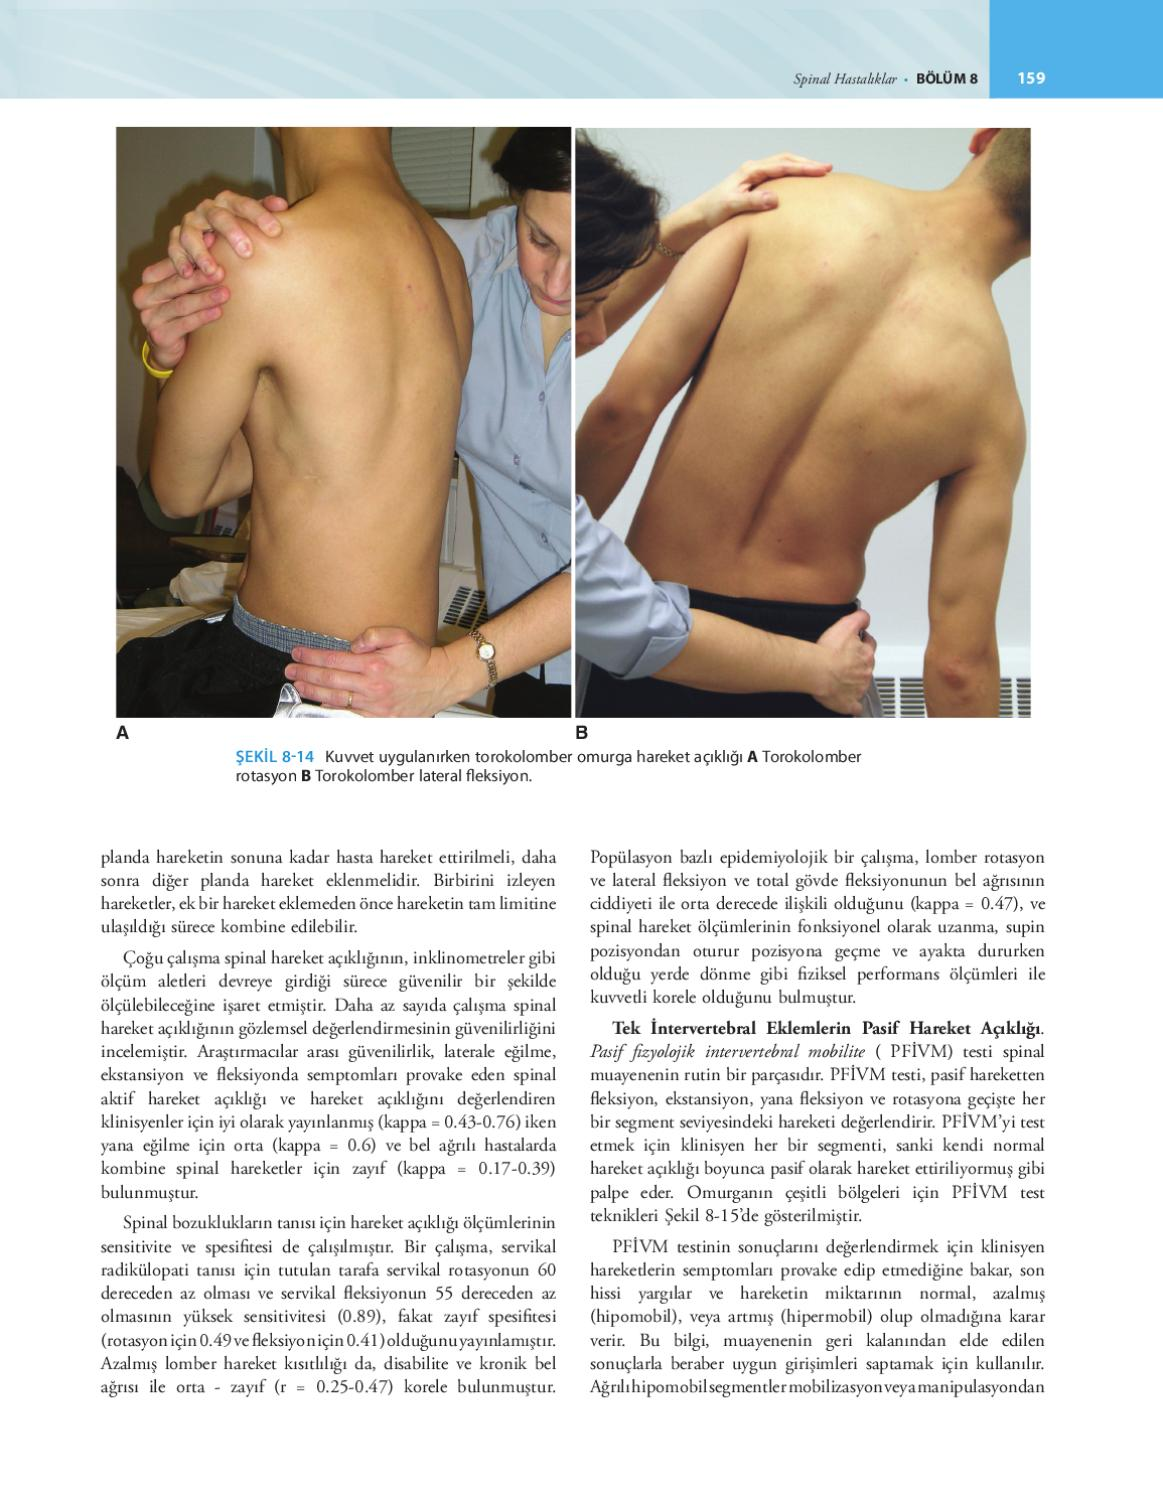 Spinal Hastalıklar • BÖLÜM 8 159
A
B
ŞEKİL 8-14 Kuvvet uygulanırken torokolomber omurga hareket açıklığı A Torokolomber
rotasyon B Torokolomber lateral fleksiyon.
planda hareketin sonuna kadar hasta hareket ettirilmeli, daha
sonra diğer planda hareket eklenmelidir. Birbirini izleyen
hareketler, ek bir hareket eklemeden önce hareketin tam limitine
ulaşıldığı sürece kombine edilebilir.
Çoğu çalışma spinal hareket açıklığının, inklinometreler gibi
ölçüm aletleri devreye girdiği sürece güvenilir bir şekilde
ölçülebileceğine işaret etmiştir. Daha az sayıda çalışma spinal
hareket açıklığının gözlemsel değerlendirmesinin güvenilirliğini
incelemiştir. Araştırmacılar arası güvenilirlik, laterale eğilme,
ekstansiyon ve fleksiyonda semptomları provake eden spinal
aktif hareket açıklığı ve hareket açıklığını değerlendiren
klinisyenler için iyi olarak yayınlanmış (kappa = 0.43-0.76) iken
yana eğilme için orta (kappa = 0.6) ve bel ağrılı hastalarda
kombine spinal hareketler için zayıf (kappa = 0.17-0.39)
bulunmuştur.
Spinal bozuklukların tanısı için hareket açıklığı ölçümlerinin
sensitivite ve spesifitesi de çalışılmıştır. Bir çalışma, servikal
radikülopati tanısı için tutulan tarafa servikal rotasyonun 60
dereceden az olması ve servikal fleksiyonun 55 dereceden az
olmasının yüksek sensitivitesi (0.89), fakat zayıf spesifitesi
(rotasyon için 0.49 ve fleksiyon için 0.41) olduğunu yayınlamıştır.
Azalmış lomber hareket kısıtlılığı da, disabilite ve kronik bel
ağrısı ile orta - zayıf (r = 0.25-0.47) korele bulunmuştur.
Popülasyon bazlı epidemiyolojik bir çalışma, lomber rotasyon
ve lateral fleksiyon ve total gövde fleksiyonunun bel ağrısının
ciddiyeti ile orta derecede ilişkili olduğunu (kappa = 0.47), ve
spinal hareket ölçümlerinin fonksiyonel olarak uzanma, supin
pozisyondan oturur pozisyona geçme ve ayakta dururken
olduğu yerde dönme gibi fiziksel performans ölçümleri ile
kuvvetli korele olduğunu bulmuştur.
Tek İntervertebral Eklemlerin Pasif Hareket Açıklığı.
Pasif fizyolojik intervertebral mobilite ( PFİVM) testi spinal
muayenenin rutin bir parçasıdır. PFİVM testi, pasif hareketten
fleksiyon, ekstansiyon, yana fleksiyon ve rotasyona geçişte her
bir segment seviyesindeki hareketi değerlendirir. PFİVM’yi test
etmek için klinisyen her bir segmenti, sanki kendi normal
hareket açıklığı boyunca pasif olarak hareket ettiriliyormuş gibi
palpe eder. Omurganın çeşitli bölgeleri için PFİVM test
teknikleri Şekil 8-15’de gösterilmiştir.
PFİVM testinin sonuçlarını değerlendirmek için klinisyen
hareketlerin semptomları provake edip etmediğine bakar, son
hissi yargılar ve hareketin miktarının normal, azalmış
(hipomobil), veya artmış (hipermobil) olup olmadığına karar
verir. Bu bilgi, muayenenin geri kalanından elde edilen
sonuçlarla beraber uygun girişimleri saptamak için kullanılır.
Ağrılı hipomobil segmentler mobilizasyon veya manipulasyondan